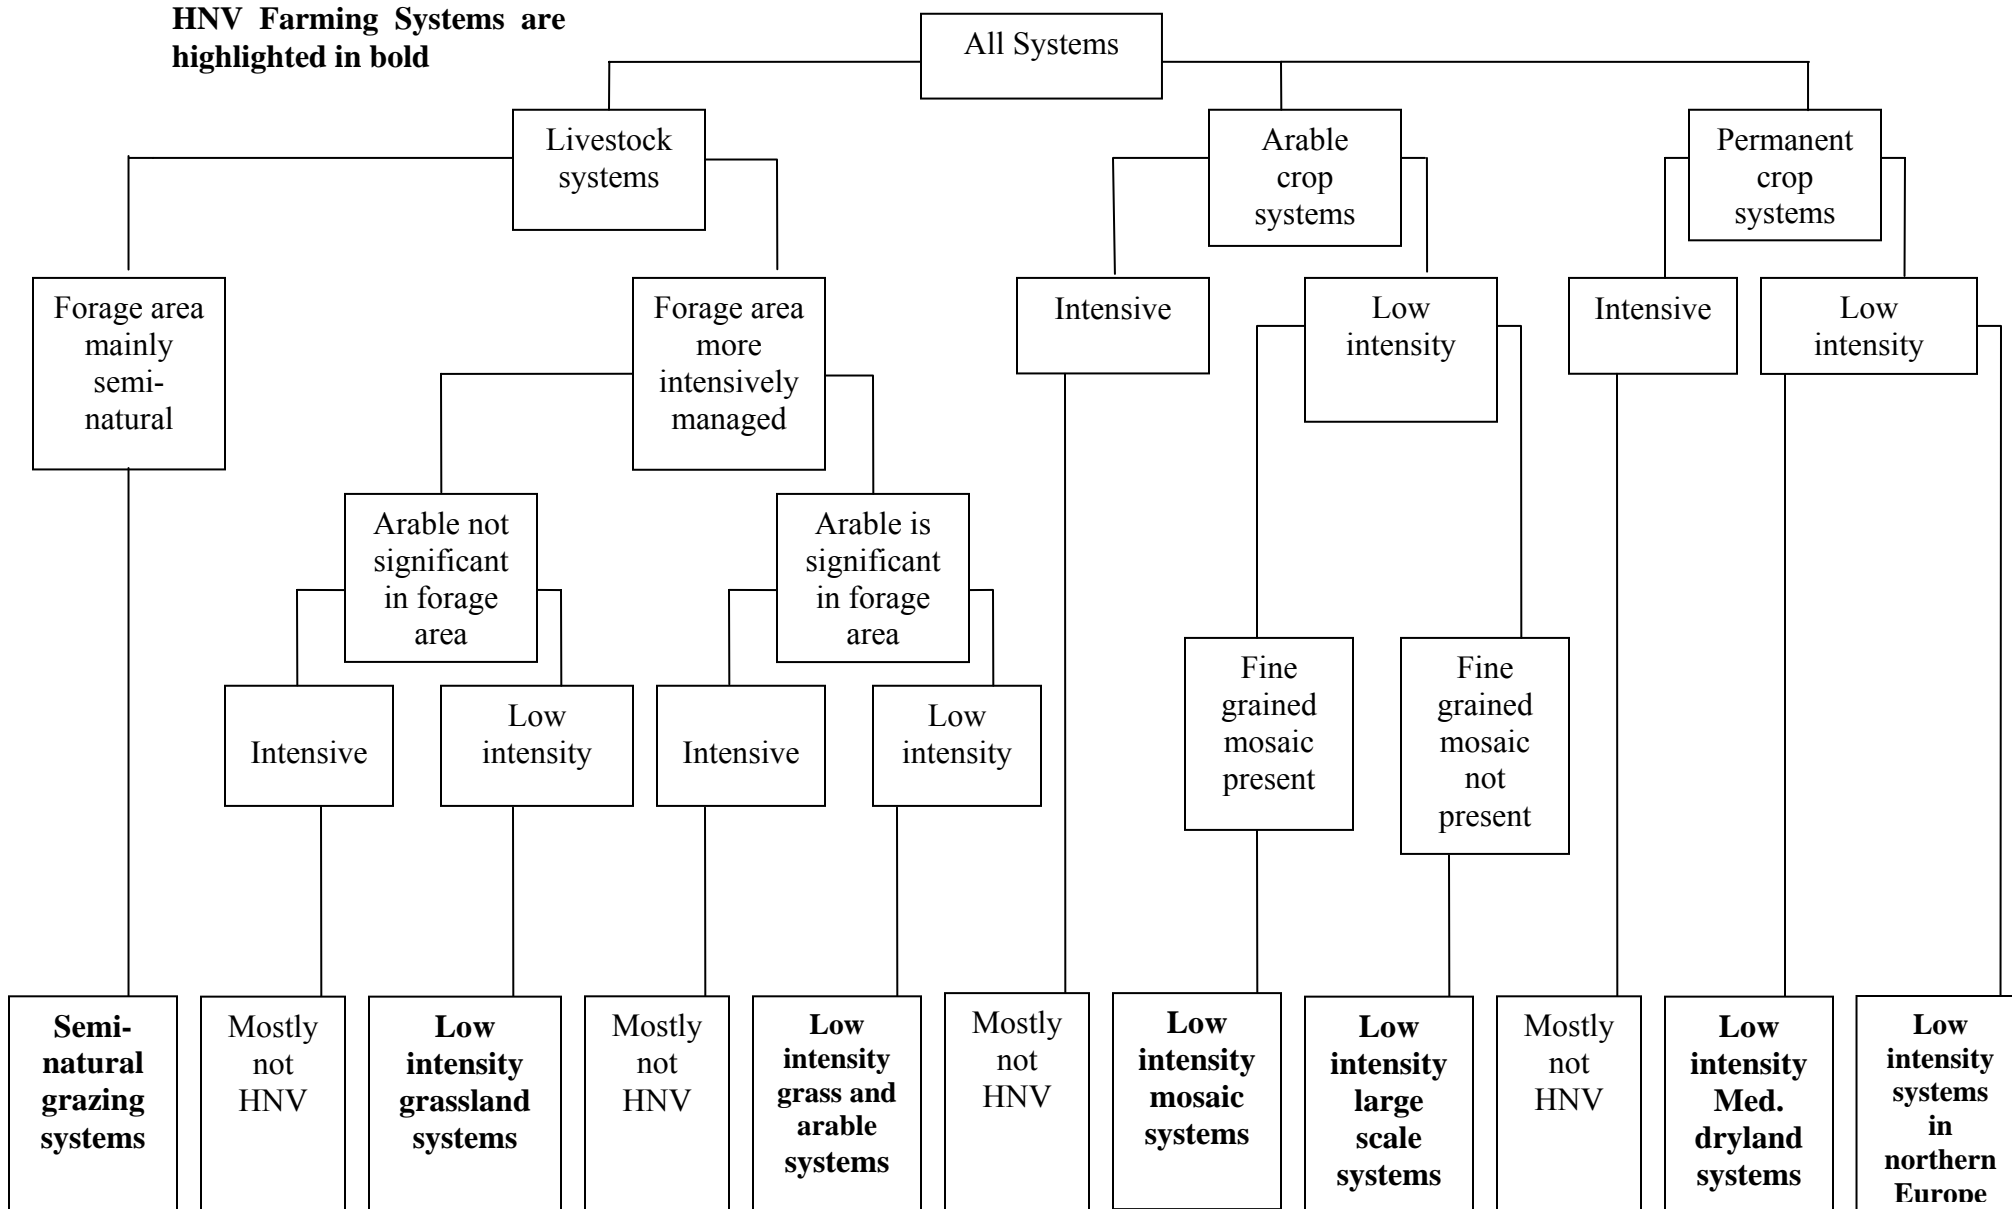 HNV Farming Systems are
highlighted in bold
All Systems
Livestock
systems
Arable
crop
systems
Permanent
crop
systems
Forage area
mainly
semi-
natural
Forage area
more
intensively
managed
Intensive
Low
intensity
Intensive
Low
intensity
Arable not
significant
in forage
area
Arable is
significant
in forage
area
Fine
grained
mosaic
present
Fine
grained
mosaic
not
present
Intensive
Low
intensity
Intensive
Low
intensity
Semi-
natural
grazing
systems
Mostly
not
HNV
Low
intensity
grassland
systems
Mostly
not
HNV
Low
intensity
grass and
arable
systems
Mostly
not
HNV
Low
intensity
mosaic
systems
Low
intensity
large
scale
systems
Mostly
not
HNV
Low
intensity
Med.
dryland
systems
Low
intensity
systems
in
northern
Europe